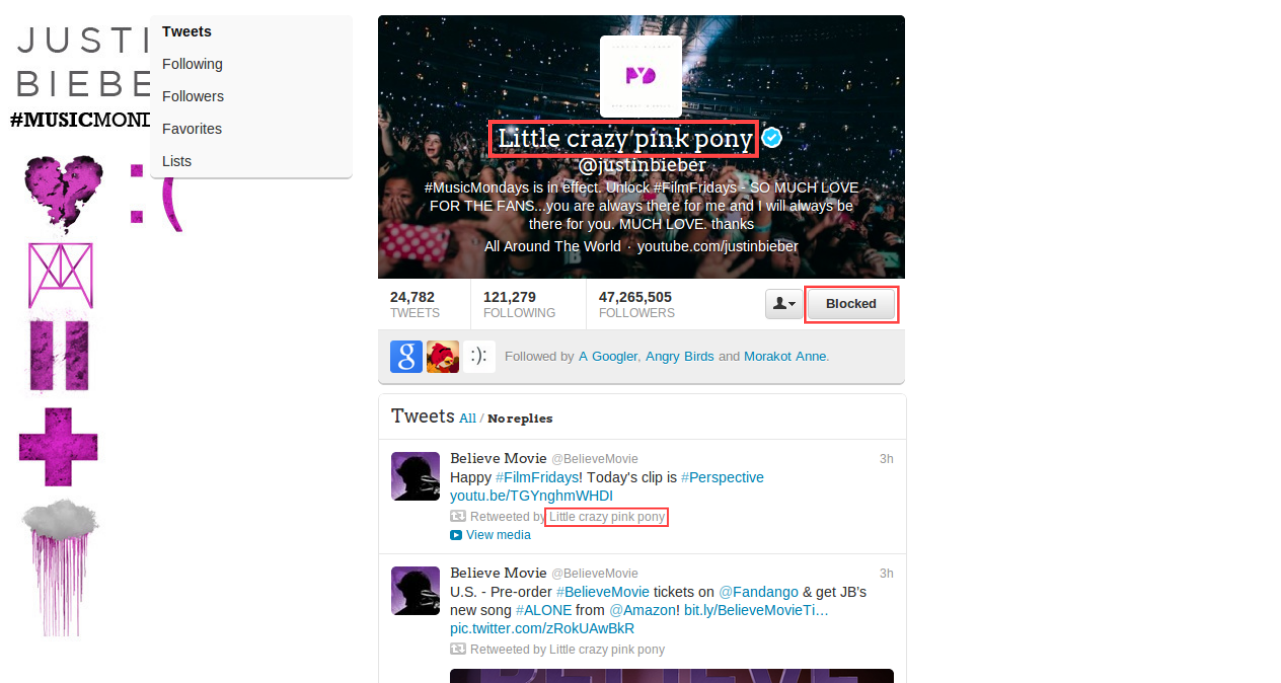 JUSTI
BIEBE
#MUSICMOND
:(
Tweets
Following
Followers
Favorites
Lists
PYD
Little crazy pink pony
@justinbieber
#MusicMondays is in effect. Unlock #FilmFridays - SO MUCH LOVE
FOR THE FANS...you are always there for me and I will always be
there for you. MUCH LOVE. thanks
All Around The World · youtube.com/justinbieber
24,782
TWEETS
121,279
FOLLOWING
47,265,505
FOLLOWERS
Blocked
g
:):
Followed by A Googler, Angry Birds and Morakot Anne.
Tweets All / No replies
Believe Movie @BelieveMovie 3h
Happy #FilmFridays! Today's clip is #Perspective
youtu.be/TGYnghmWHDI
Retweeted by Little crazy pink pony
View media
Believe Movie @BelieveMovie 3h
U.S. - Pre-order #BelieveMovie tickets on @Fandango & get JB's
new song #ALONE from @Amazon! bit.ly/BelieveMovieTi…
pic.twitter.com/zRokUAwBkR
Retweeted by Little crazy pink pony